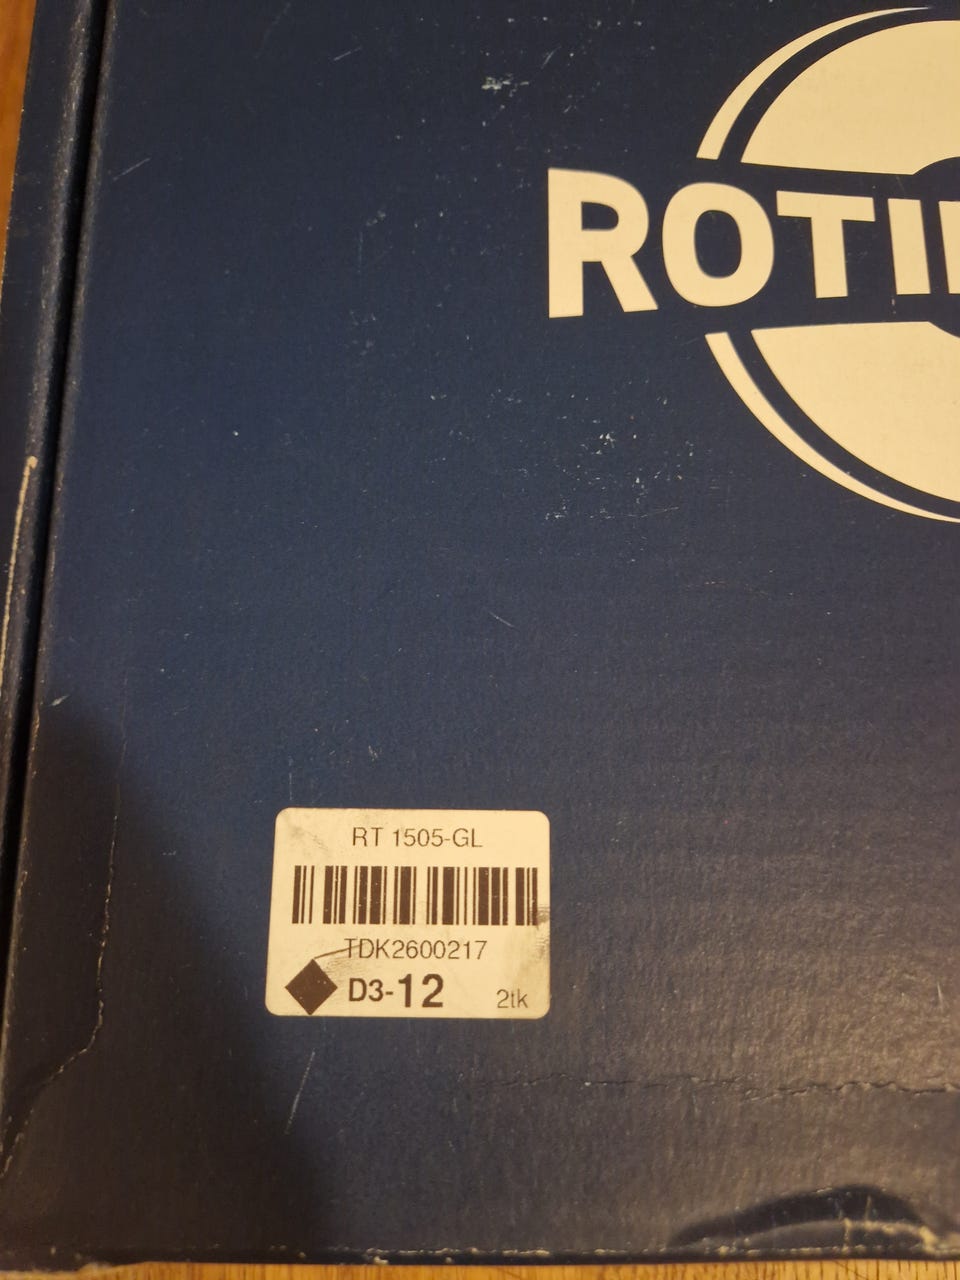 ROTI
RT 1505-GL
TDK2600217
D3-12 2tk